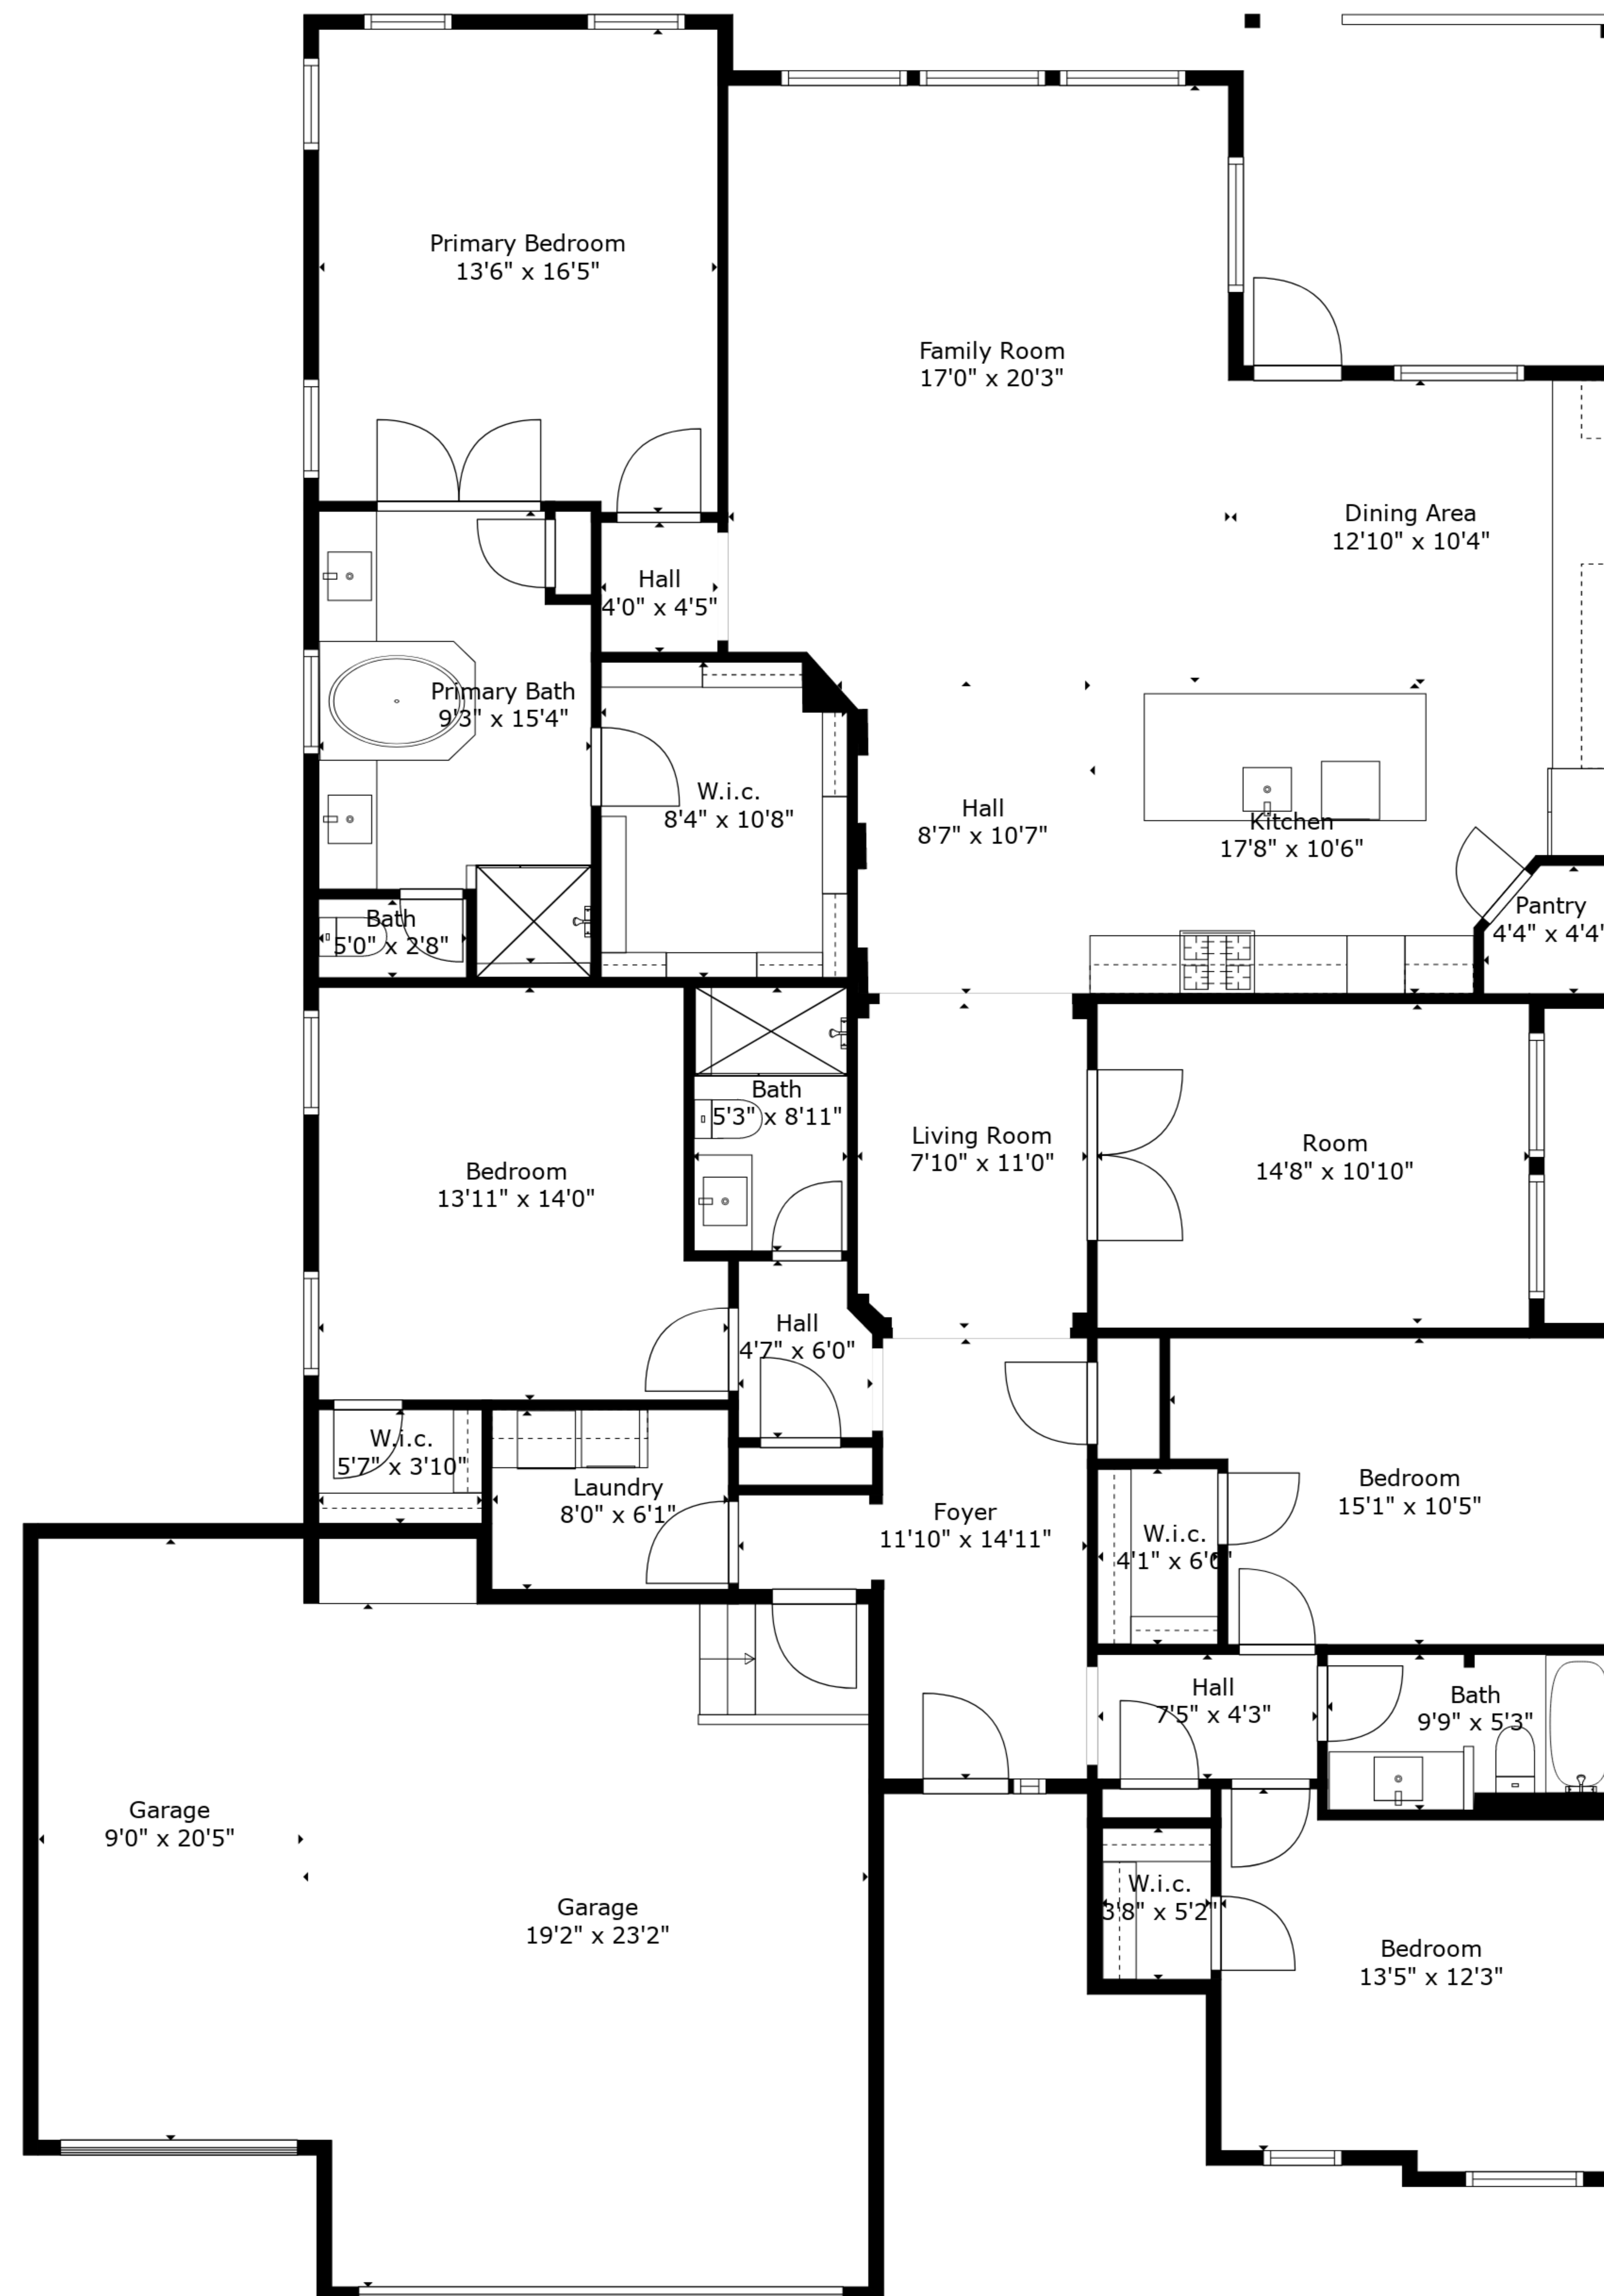 Primary Bedroom
13'6" x 16'5"
Family Room
17'0" x 20'3"
Dining Area
12'10" x 10'4"
Hall
4'0" x 4'5"
Primary Bath
9'3" x 15'4"
W.i.c.
8'4" x 10'8"
Hall
8'7" x 10'7"
Kitchen
17'8" x 10'6"
Pantry
4'4" x 4'4'
Bath
5'0" x 2'8"
Bath
5'3" x 8'11"
Living Room
7'10" x 11'0"
Room
14'8" x 10'10"
Bedroom
13'11" x 14'0"
Hall
4'7" x 6'0"
W.i.c.
5'7" x 3'10"
Laundry
8'0" x 6'1"
Foyer
11'10" x 14'11"
Bedroom
15'1" x 10'5"
W.i.c.
4'1" x 6'0"
Hall
7'5" x 4'3"
Bath
9'9" x 5'3"
Garage
9'0" x 20'5"
Garage
19'2" x 23'2"
W.i.c.
3'8" x 5'2"
Bedroom
13'5" x 12'3"